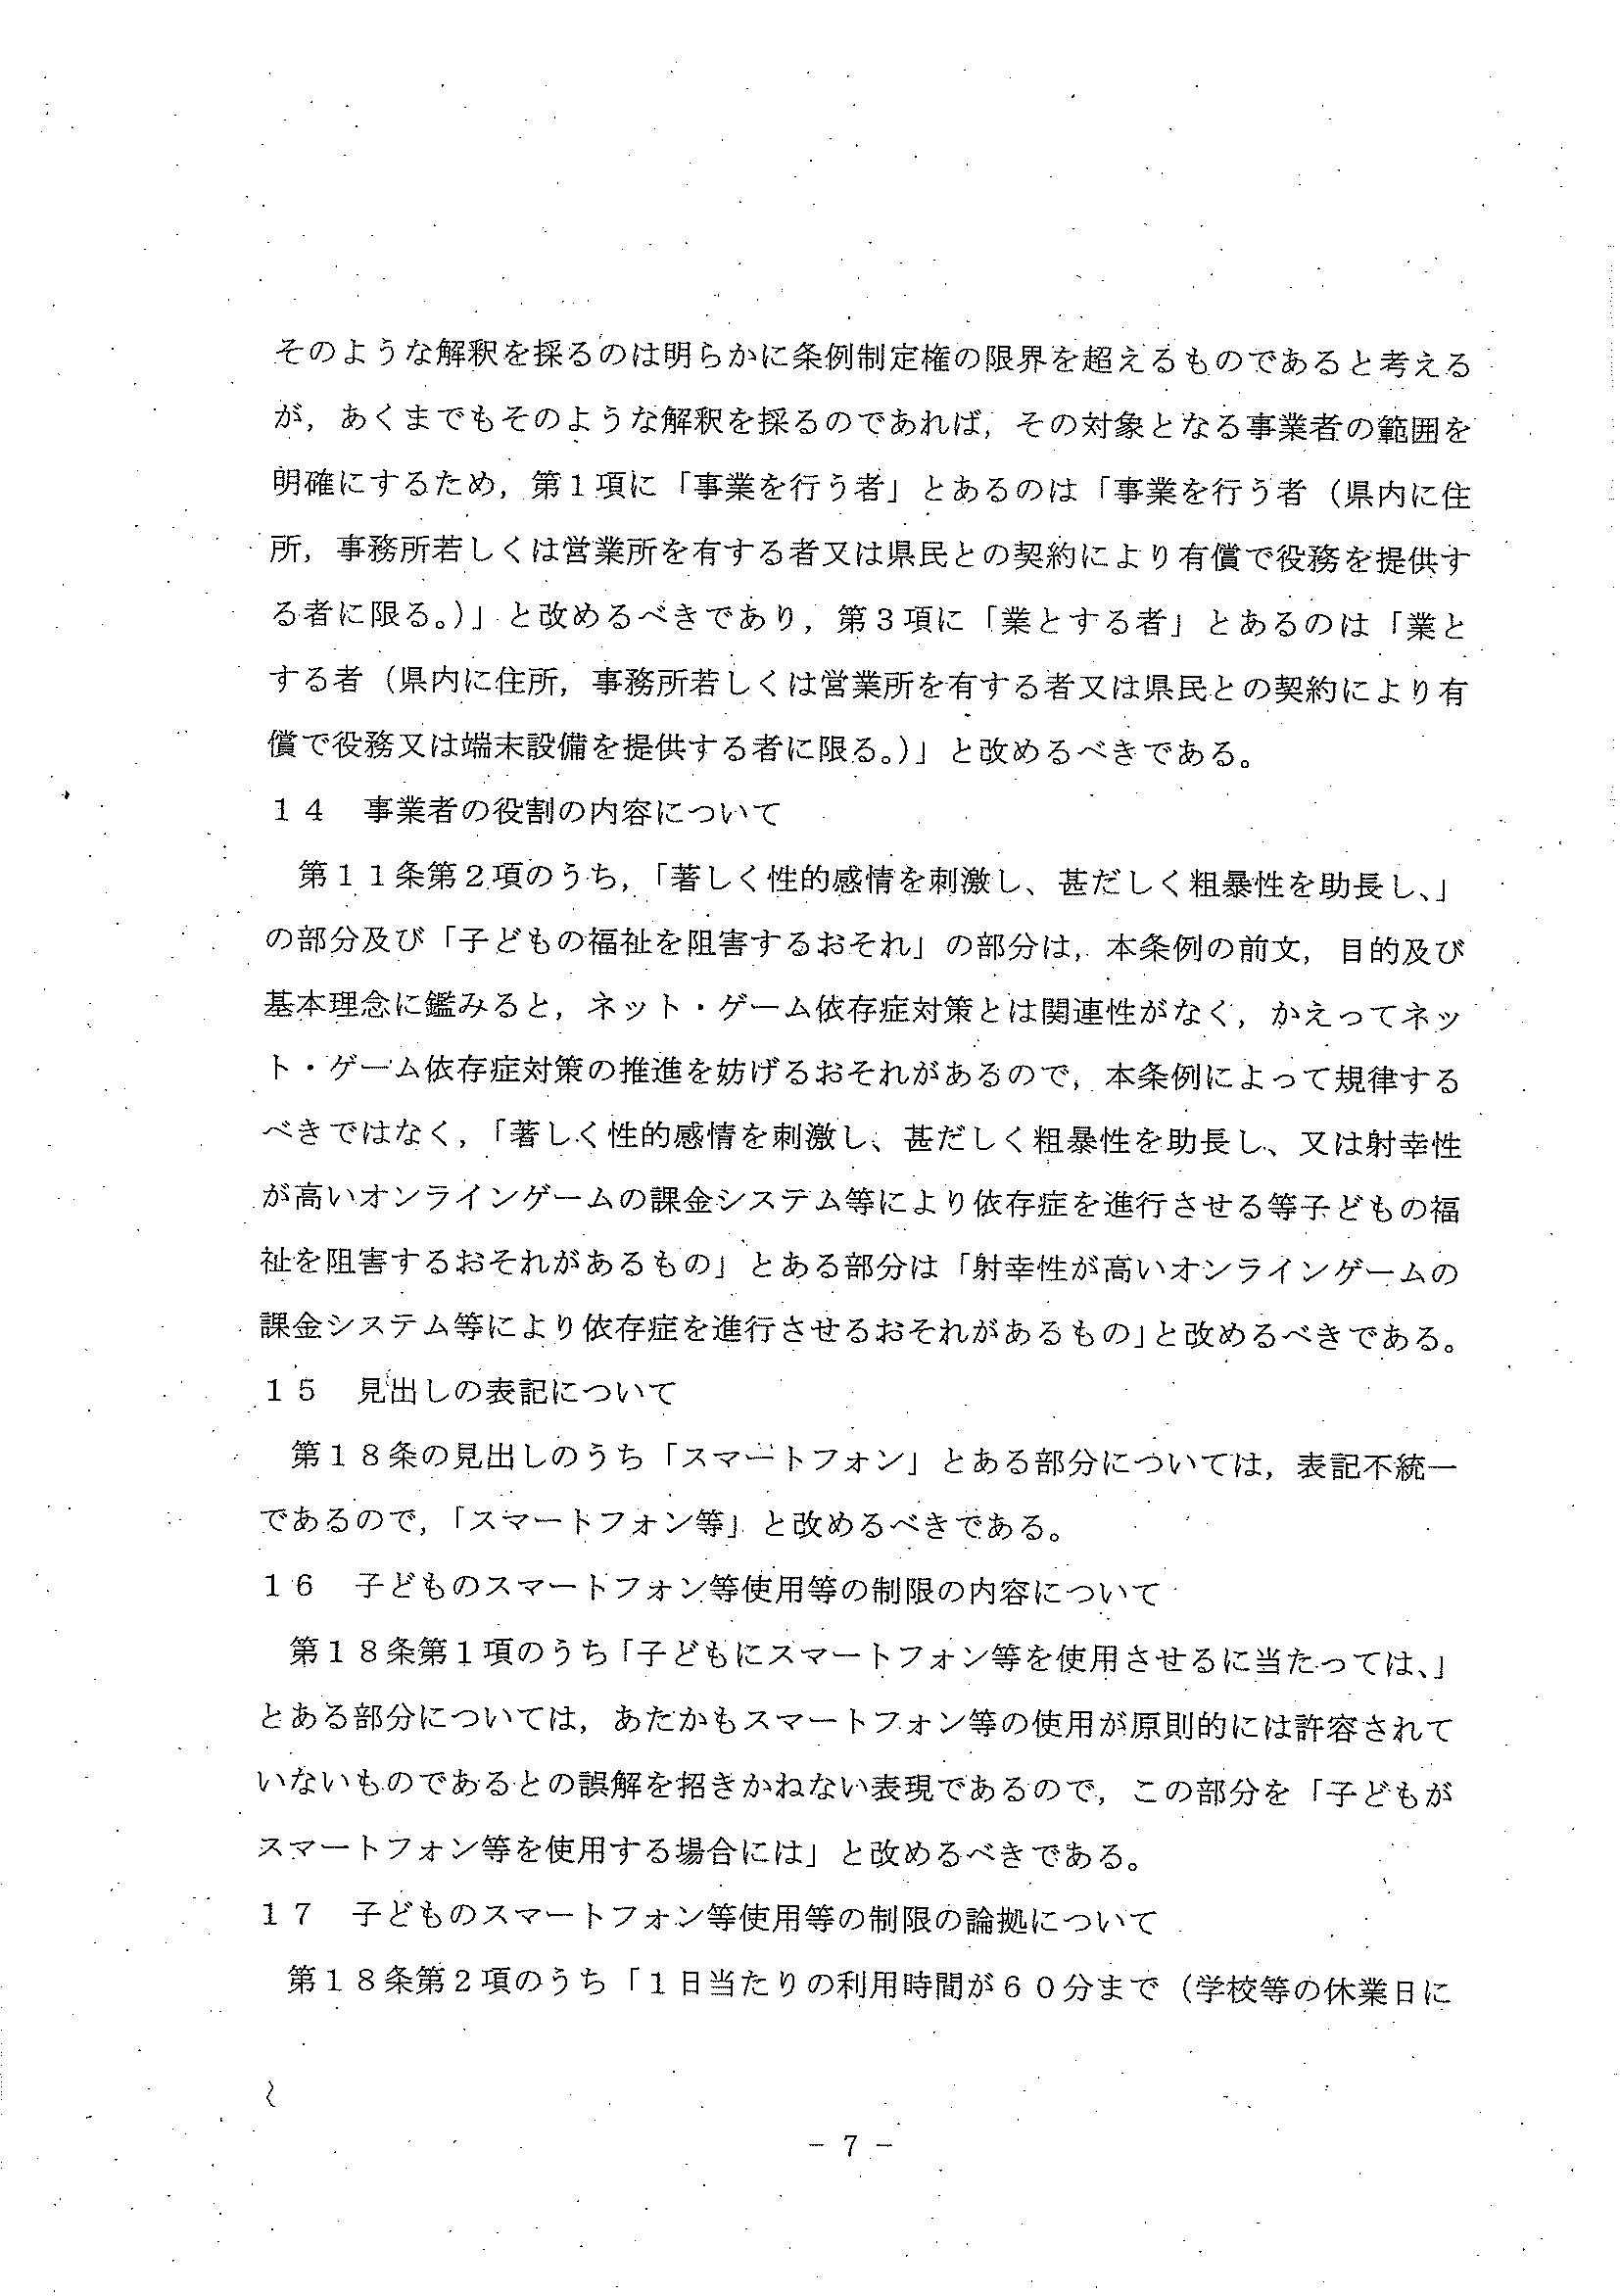 そのような解釈を採るのは明らかに条例制定権の限界を超えるものであると考える
が，あくまでもそのような解釈を採るのであれば，その対象となる事業者の範囲を
明確にするため，第１項に「事業を行う者」とあるのは「事業を行う者（県内に住
所，事務所若しくは営業所を有する者又は県民との契約により有償で役務を提供す
る者に限る。）」と改めるべきであり，第３項に「業とする者」とあるのは「業と
する者（県内に住所，事務所若しくは営業所を有する者又は県民との契約により有
償で役務又は端末設備を提供する者に限る。）」と改めるべきである。
１４　事業者の役割の内容について
　第１１条第２項のうち，「著しく性的感情を刺激し、甚だしく粗暴性を助長し、」
の部分及び「子どもの福祉を阻害するおそれ」の部分は，本条例の前文，目的及び
基本理念に鑑みると，ネット・ゲーム依存症対策とは関連性がなく，かえってネッ
ト・ゲーム依存症対策の推進を妨げるおそれがあるので，本条例によって規律する
べきではなく，「著しく性的感情を刺激し、甚だしく粗暴性を助長し、又は射幸性
が高いオンラインゲームの課金システム等により依存症を進行させる等子どもの福
祉を阻害するおそれがあるもの」とある部分は「射幸性が高いオンラインゲームの
課金システム等により依存症を進行させるおそれがあるもの」と改めるべきである。
１５　見出しの表記について
　第１８条の見出しのうち「スマートフォン」とある部分については，表記不統一
であるので，「スマートフォン等」と改めるべきである。
１６　子どものスマートフォン等使用等の制限の内容について
　第１８条第１項のうち「子どもにスマートフォン等を使用させるに当たっては、」
とある部分については，あたかもスマートフォン等の使用が原則的には許容されて
いないものであるとの誤解を招きかねない表現であるので，この部分を「子どもが
スマートフォン等を使用する場合には」と改めるべきである。
１７　子どものスマートフォン等使用等の制限の論拠について
　第１８条第２項のうち「１日当たりの利用時間が６０分まで（学校等の休業日に
- 7 -